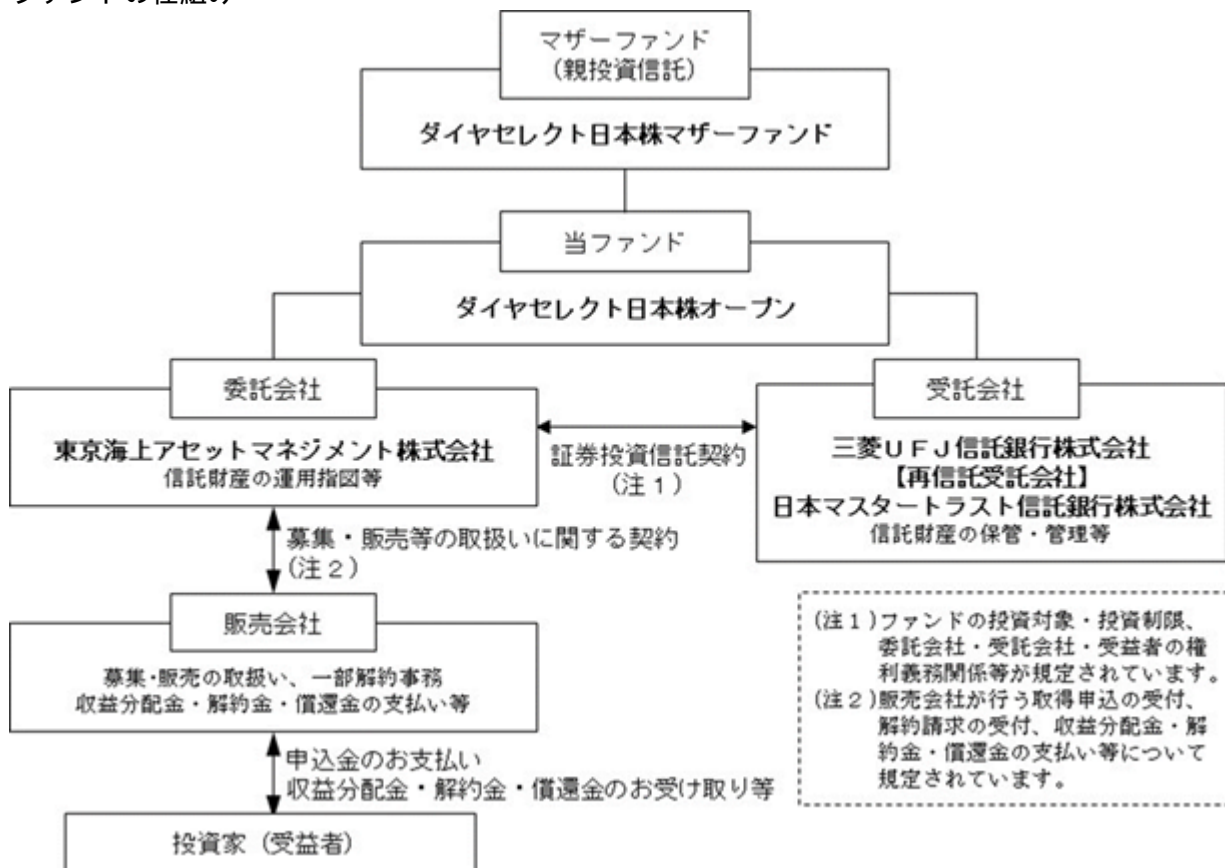 ファンドの仕組み
マザーファンド
(親投資信託)
ダイヤセレクト日本株マザーファンド
当ファンド
ダイヤセレクト日本株オープン
委託会社
東京海上アセットマネジメント株式会社
信託財産の運用指図等
証券投資信託契約
(注1)
受託会社
三菱UFJ信託銀行株式会社
【再信託受託会社】
日本マスタートラスト信託銀行株式会社
信託財産の保管・管理等
募集・販売等の取扱いに関する契約
(注2)
販売会社
募集・販売の取扱い、一部解約事務
収益分配金・解約金・償還金の支払い等
申込金のお支払い
収益分配金・解約金・償還金のお受け取り等
投資家(受益者)
(注1)ファンドの投資対象・投資制限、
委託会社・受託会社・受益者の権
利義務関係等が規定されています。
(注2)販売会社が行う取得申込の受付、
解約請求の受付、収益分配金・解
約金・償還金の支払い等について
規定されています。